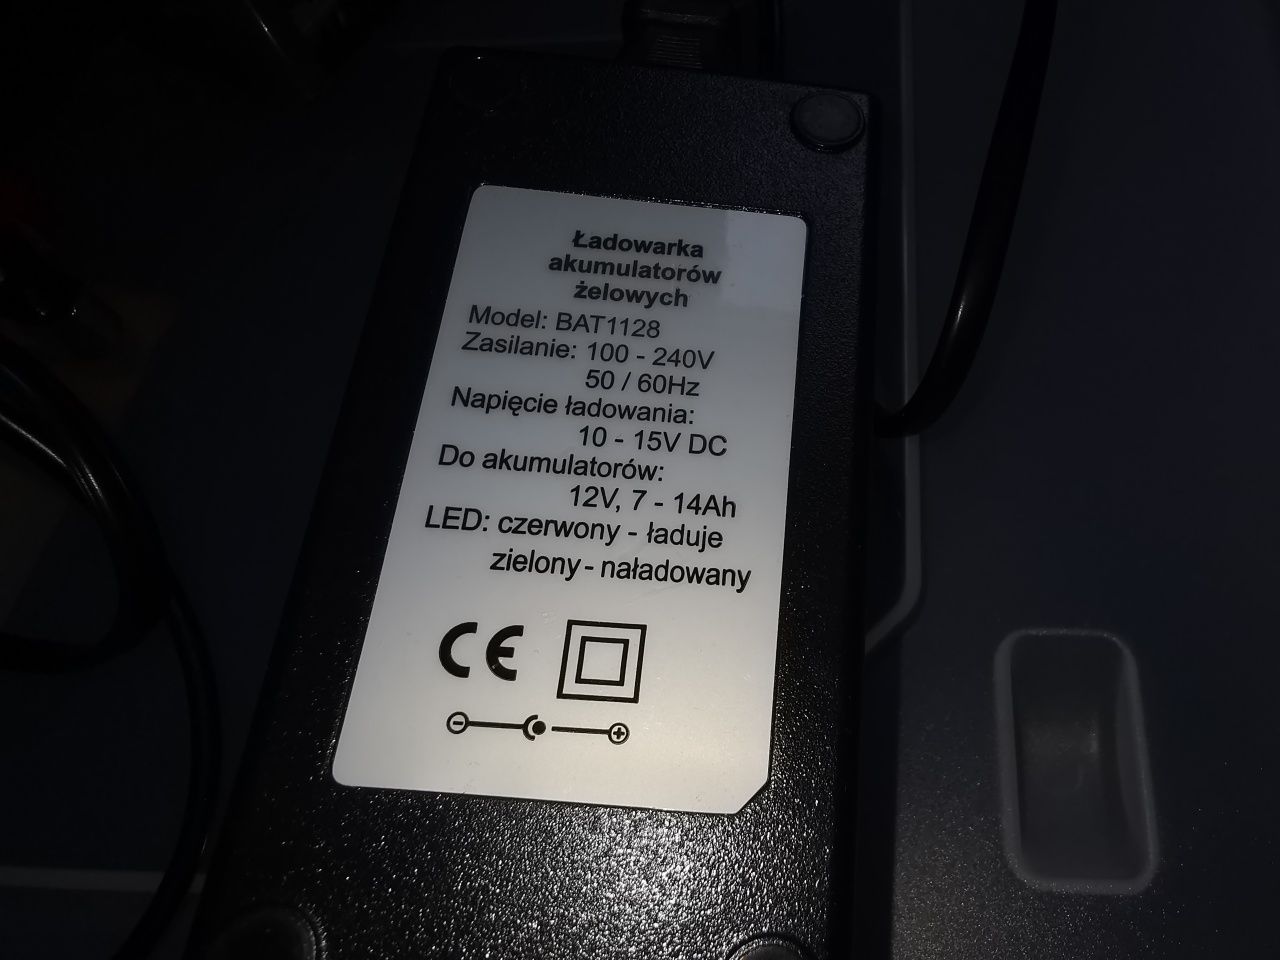 Ładowarka
akumulatorów
żelowych
Model: BAT1128
Zasilanie: 100 - 240V
50 / 60Hz
Napięcie ładowania:
10 - 15V DC
Do akumulatorów:
12V, 7 - 14Ah
LED: czerwony - ładuje
zielony - naładowany
CE